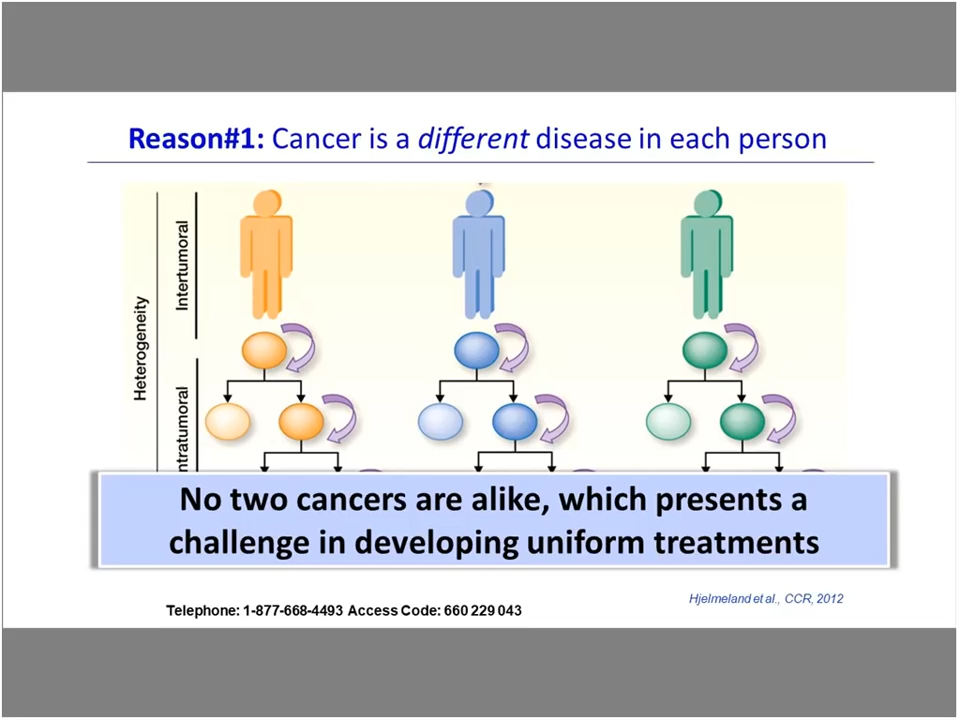 Reason#1: Cancer is a different disease in each person
Heterogeneity
Intertumoral
ntratumoral
No two cancers are alike, which presents a
challenge in developing uniform treatments
Hjelmeland et al., CCR, 2012
Telephone: 1-877-668-4493 Access Code: 660 229 043